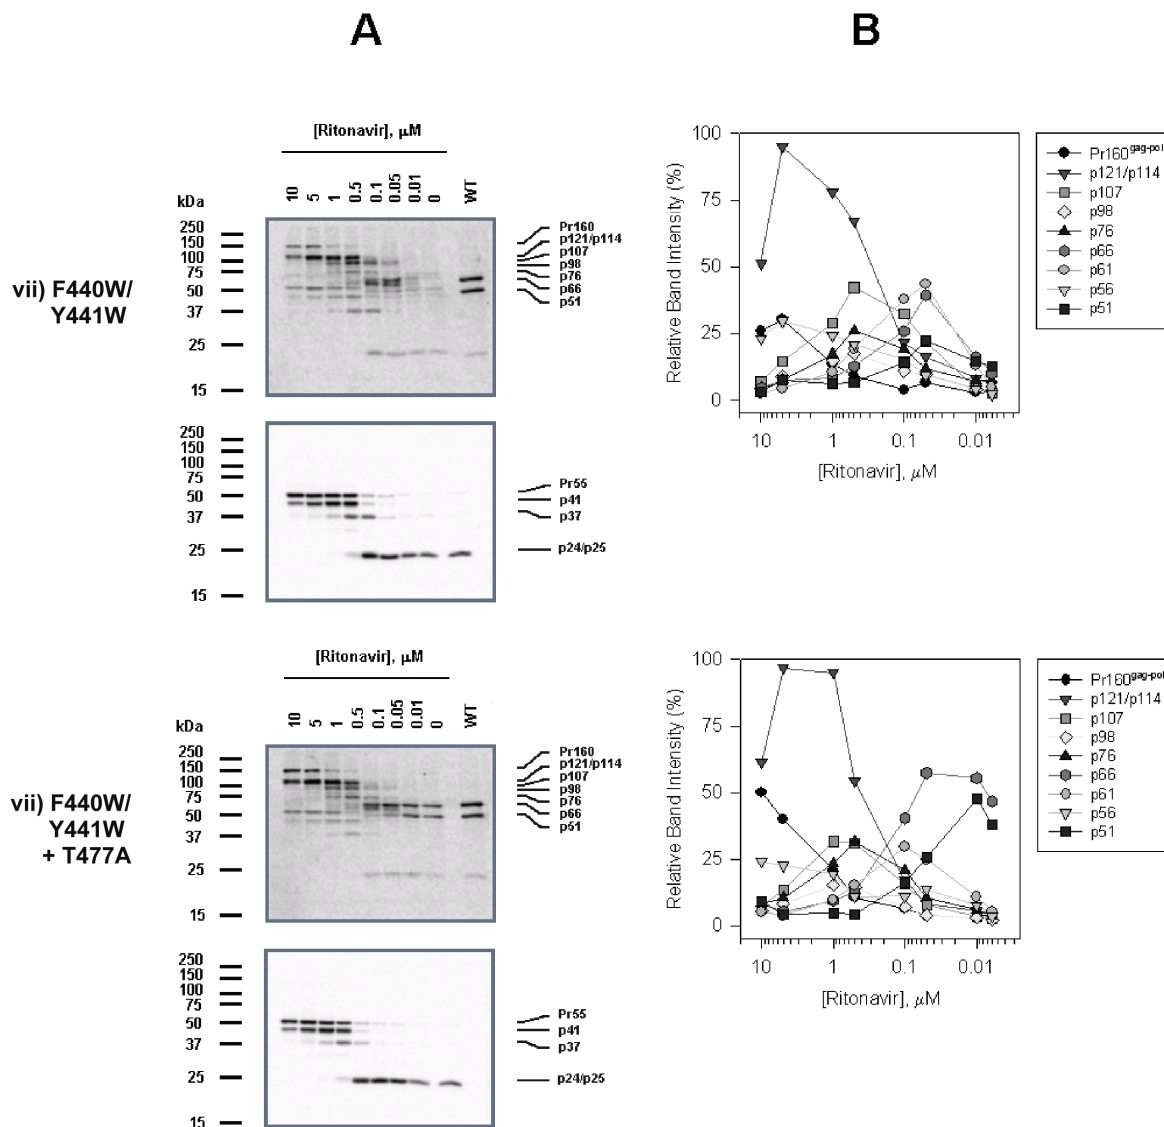 A
B
[Ritonavir], µM
10 5 1 0.5 0.1 0.05 0.01 0 WT
kDa
250
150
100
75
50
37
25
15
vii) F440W/
Y441W
Pr160
p121/p114
p107
p98
p76
p66
p51
250
150
100
75
50
37
25
15
Pr55
p41
p37
p24/p25
Relative Band Intensity (%)
100
75
50
25
0
10 1 0.1 0.01
[Ritonavir], µM
Pr160gag-pol
p121/p114
p107
p98
p76
p66
p61
p56
p51
[Ritonavir], µM
10 5 1 0.5 0.1 0.05 0.01 0 WT
kDa
250
150
100
75
50
37
25
15
vii) F440W/
Y441W
+ T477A
Pr160
p121/p114
p107
p98
p76
p66
p51
250
150
100
75
50
37
25
15
Pr55
p41
p37
p24/p25
Relative Band Intensity (%)
100
75
50
25
0
10 1 0.1 0.01
[Ritonavir], µM
Pr160gag-pol
p121/p114
p107
p98
p76
p66
p61
p56
p51